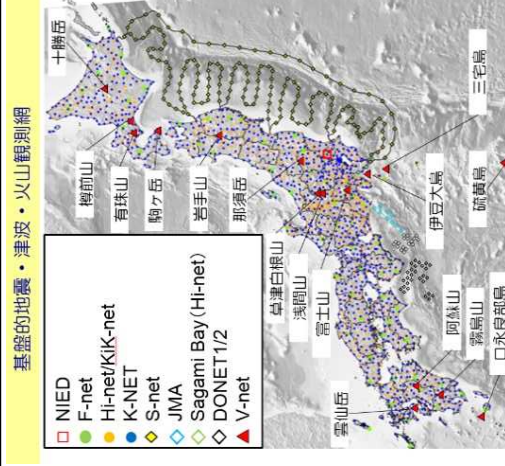 基盤的地震・津波・火山観測網
NIED
F-net
Hi-net/KiK-net
K-NET
S-net
JMA
Sagami Bay (Hi-net)
DONET1/2
V-net
十勝岳
樽前山
有珠山
駒ヶ岳
岩手山
那須岳
草津白根山
浅間山
富士山
三宅島
伊豆大島
硫黄島
雲仙岳
阿蘇山
霧島山
口永良部島